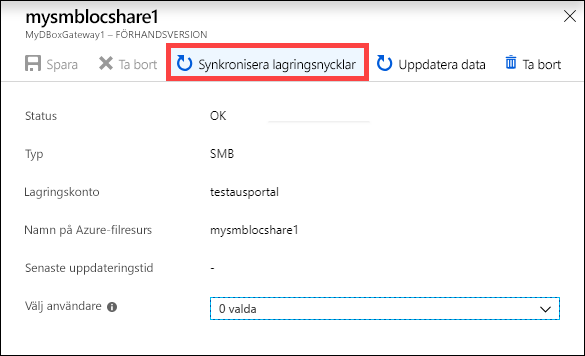 mysmblocshare1
MyDBoxGateway1 – FÖRHANDSVERSION
Spara Ta bort Synkronisera lagringsnycklar Uppdatera data Ta bort
Status OK
Typ SMB
Lagringskonto testausportal
Namn på Azure-filresurs mysmblocshare1
Senaste uppdateringstid -
Välj användare 0 valda